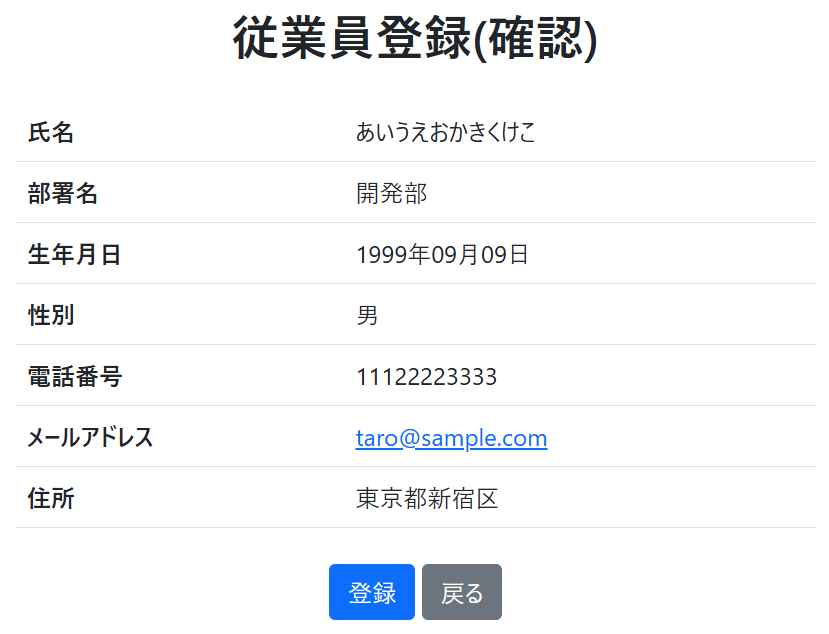 従業員登録(確認)
氏名 あいうえおかきくけこ
部署名 開発部
生年月日 1999年09月09日
性別 男
電話番号 11122223333
メールアドレス taro@sample.com
住所 東京都新宿区
登録 戻る